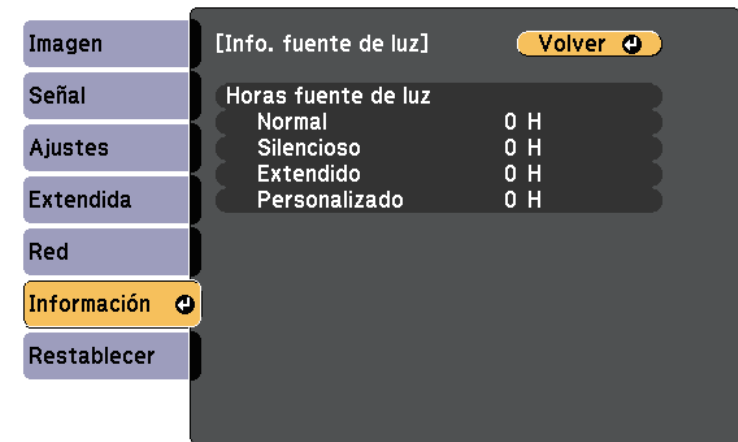 Imagen
Señal
Ajustes
Extendida
Red
Información
Restablecer
[Info. fuente de luz]
Volver
Horas fuente de luz
Normal 0 H
Silencioso 0 H
Extendido 0 H
Personalizado 0 H